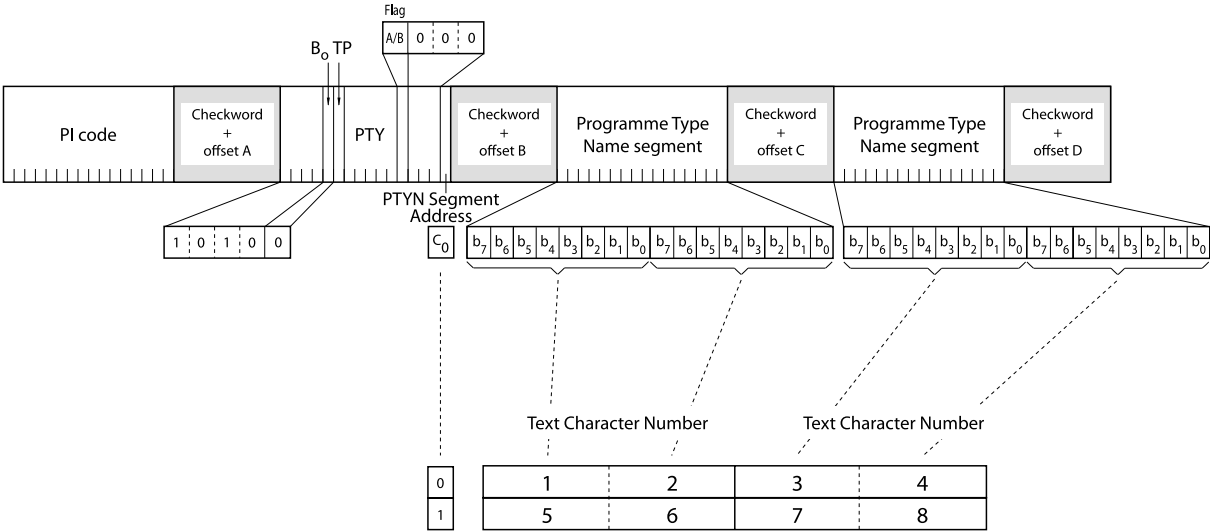 Flag
A/B 0 0 0
B₀ TP
PI code
Checkword
+
offset A
PTY
Checkword
+
offset B
Programme Type
Name segment
Checkword
+
offset C
Programme Type
Name segment
Checkword
+
offset D
PTYN Segment
Address
1 0 1 0 0
C₀
b₇ b₆ b₅ b₄ b₃ b₂ b₁ b₀ b₇ b₆ b₅ b₄ b₃ b₂ b₁ b₀
b₇ b₆ b₅ b₄ b₃ b₂ b₁ b₀ b₇ b₆ b₅ b₄ b₃ b₂ b₁ b₀
Text Character Number
Text Character Number
0 1 2 3 4
1 5 6 7 8